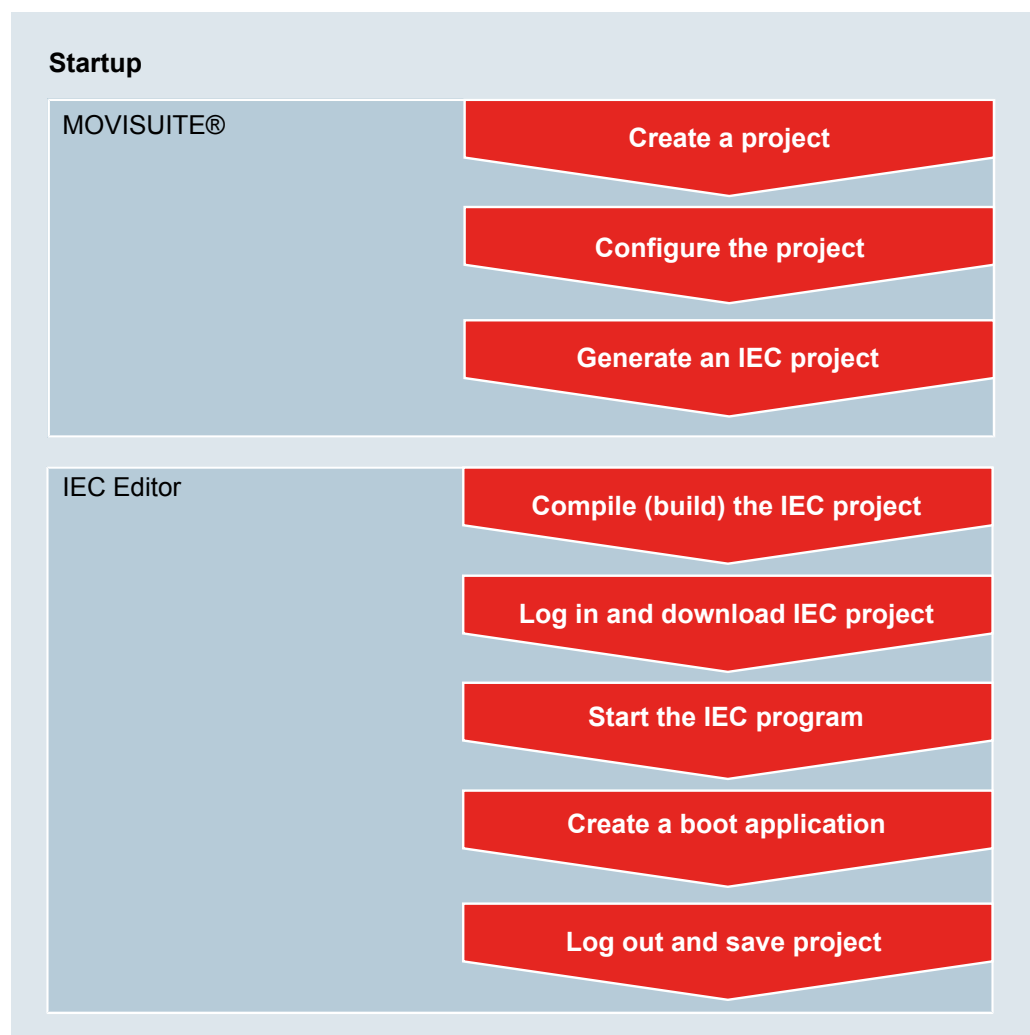 Startup
MOVISUITE®
Create a project
Configure the project
Generate an IEC project
IEC Editor
Compile (build) the IEC project
Log in and download IEC project
Start the IEC program
Create a boot application
Log out and save project